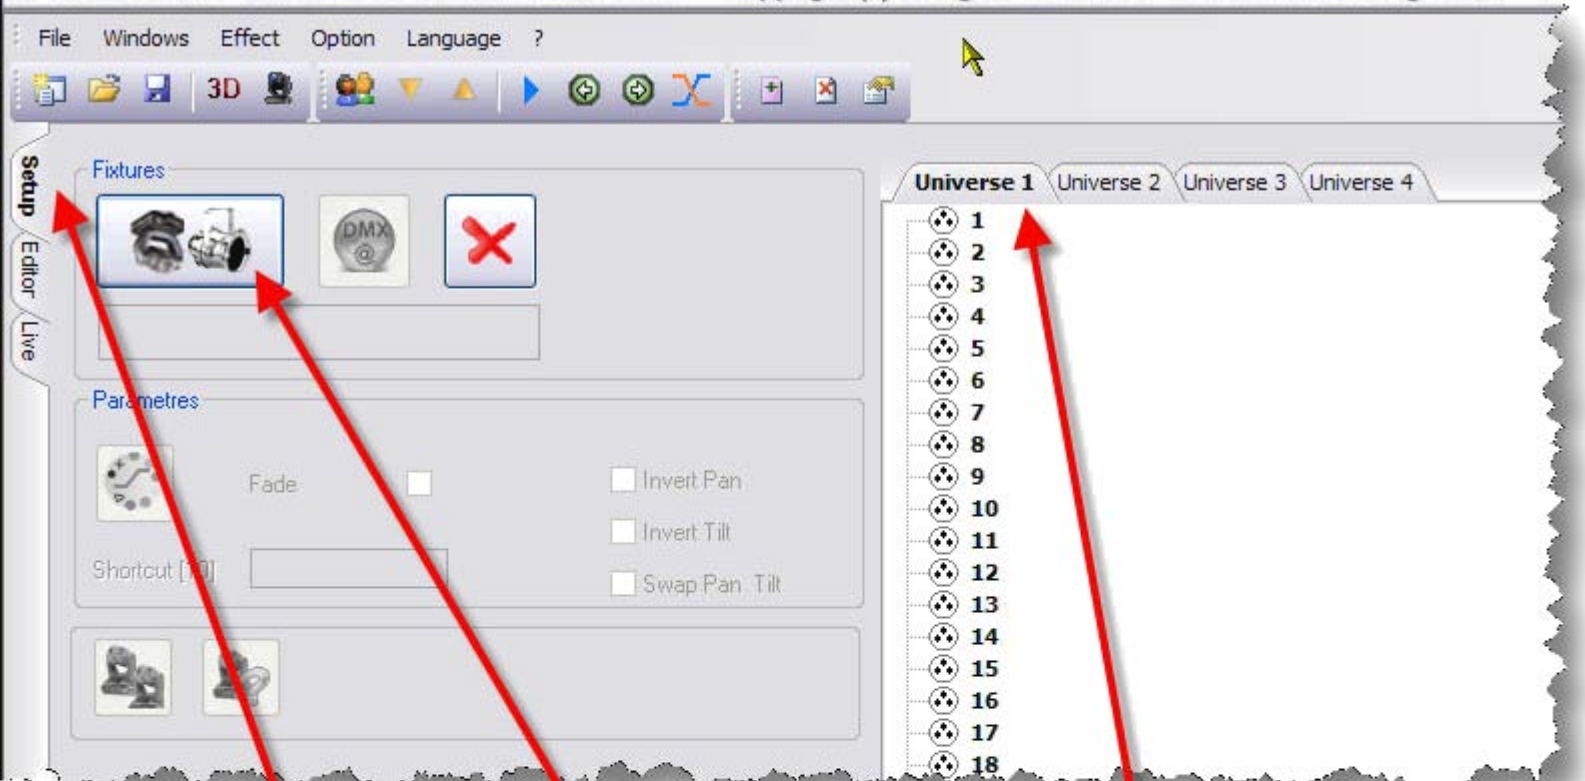 File Windows Effect Option Language ?
3D
Setup
Editor
Live
Fixtures
DMX
@
Parametres
Fade
Invert Pan
Invert Tilt
Shortcut
Swap Pan Tilt
Universe 1 Universe 2 Universe 3 Universe 4
1
2
3
4
5
6
7
8
9
10
11
12
13
14
15
16
17
18